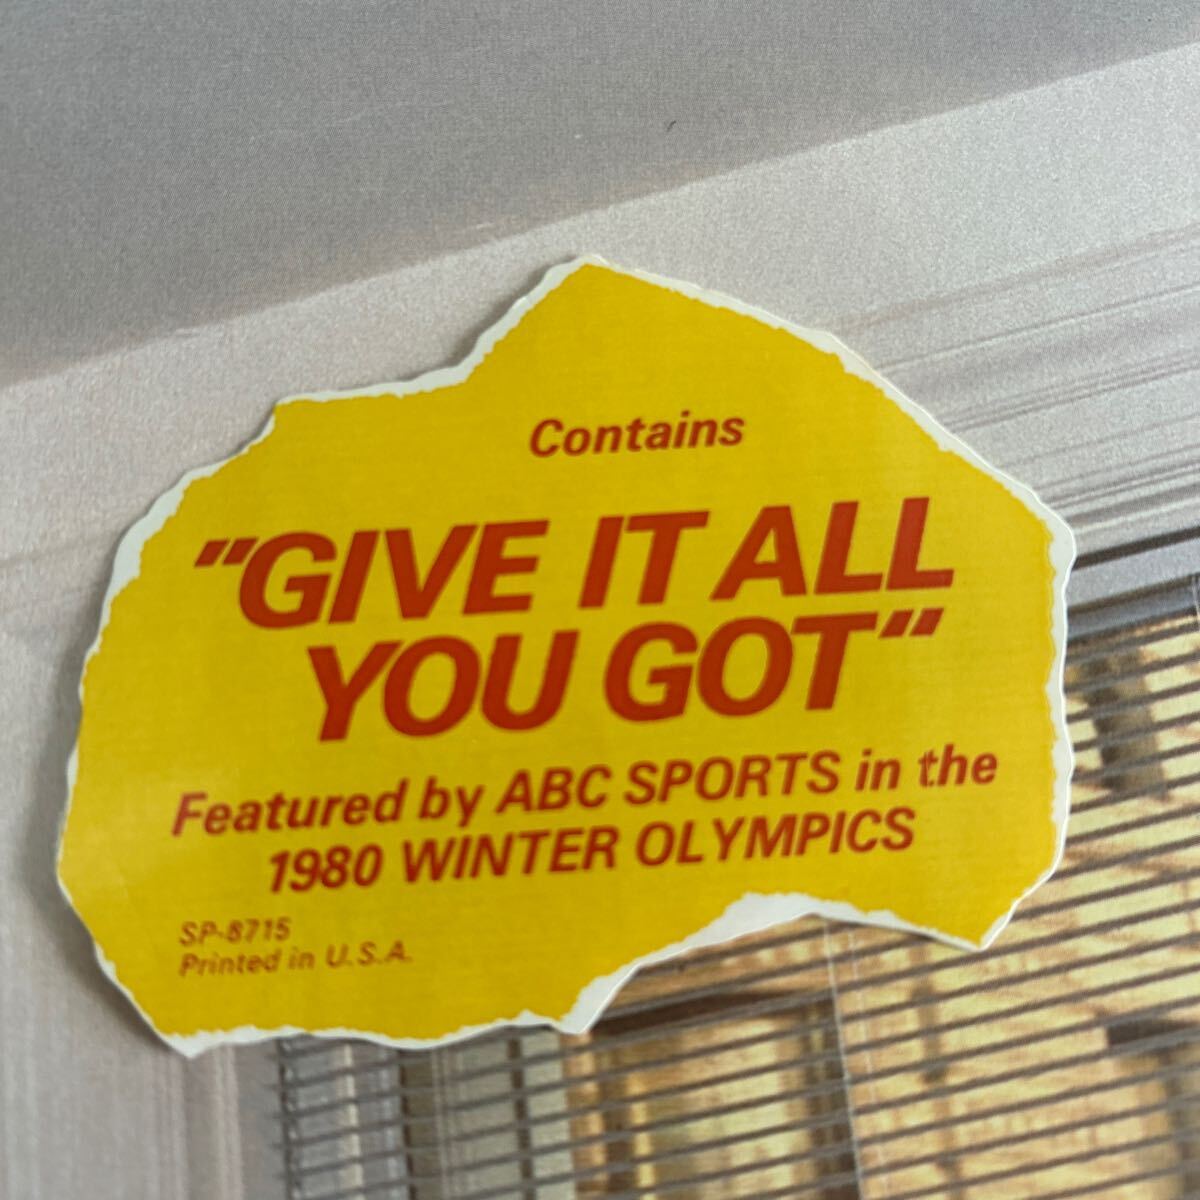 Contains
"GIVE IT ALL
YOU GOT"
Featured by ABC SPORTS in the
1980 WINTER OLYMPICS
SP-8715
Printed in U.S.A.